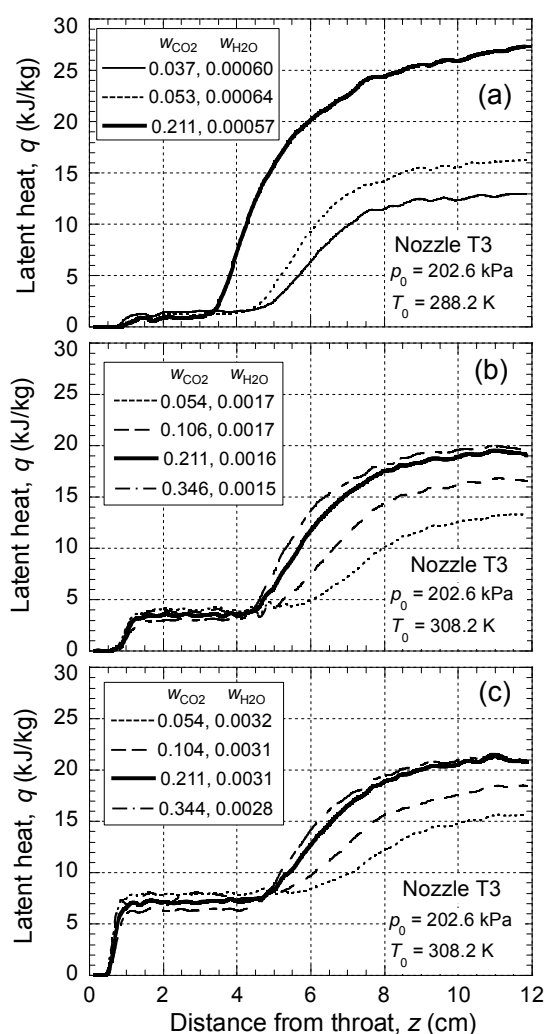 30
25
20
15
10
5
0
Latent heat, q (kJ/kg)
wCO2 wH2O
0.037, 0.00060
0.053, 0.00064
0.211, 0.00057
(a)
Nozzle T3
p0 = 202.6 kPa
T0 = 288.2 K
30
25
20
15
10
5
0
Latent heat, q (kJ/kg)
wCO2 wH2O
0.054, 0.0017
0.106, 0.0017
0.211, 0.0016
0.346, 0.0015
(b)
Nozzle T3
p0 = 202.6 kPa
T0 = 308.2 K
30
25
20
15
10
5
0
Latent heat, q (kJ/kg)
wCO2 wH2O
0.054, 0.0032
0.104, 0.0031
0.211, 0.0031
0.344, 0.0028
(c)
Nozzle T3
p0 = 202.6 kPa
T0 = 308.2 K
0 2 4 6 8 10 12
Distance from throat, z (cm)